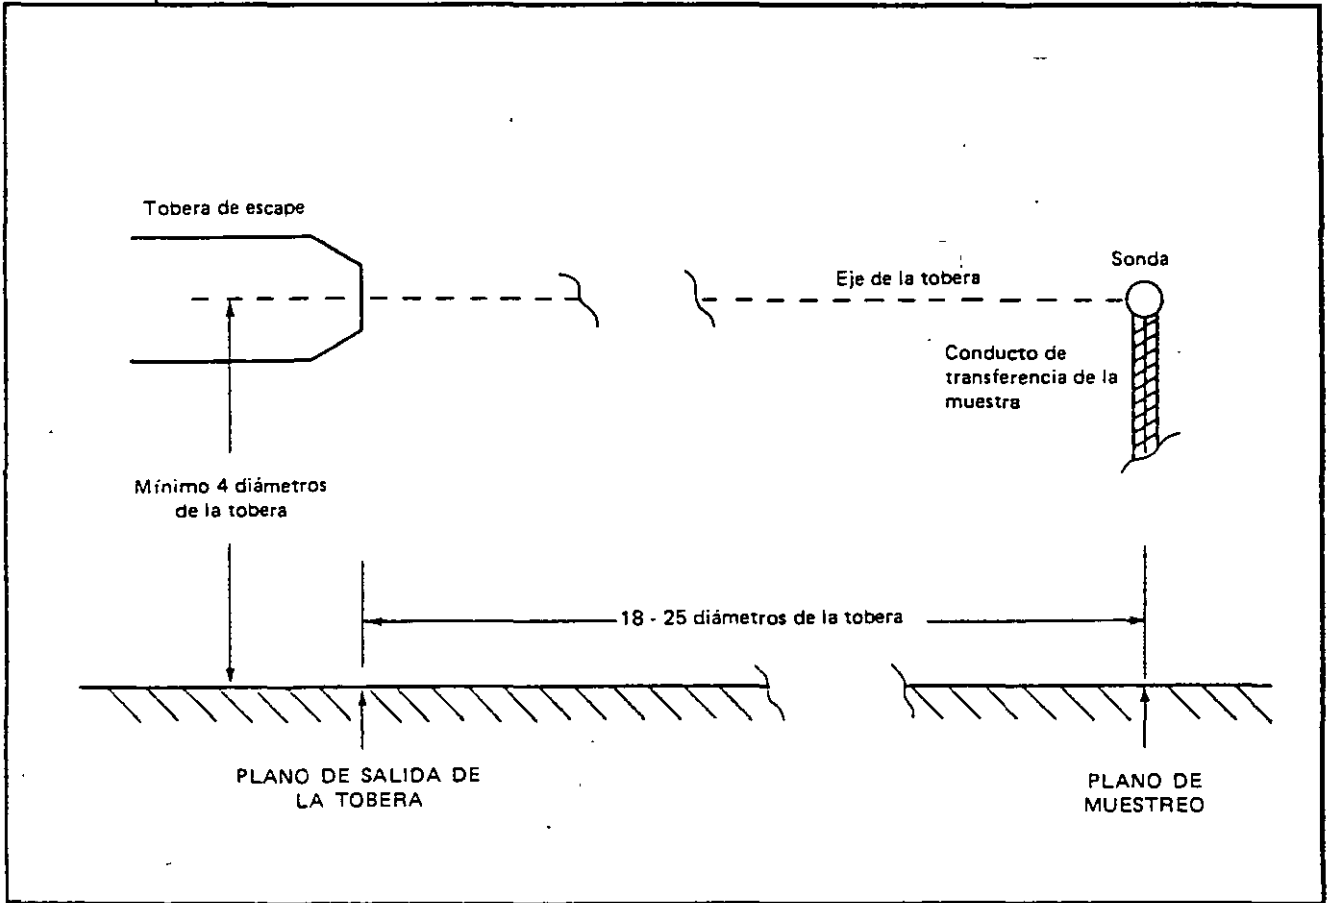 Tobera de escape
Eje de la tobera
Sonda
Conducto de
transferencia de la
muestra
Mínimo 4 diámetros
de la tobera
18 - 25 diámetros de la tobera
PLANO DE SALIDA DE
LA TOBERA
PLANO DE
MUESTREO